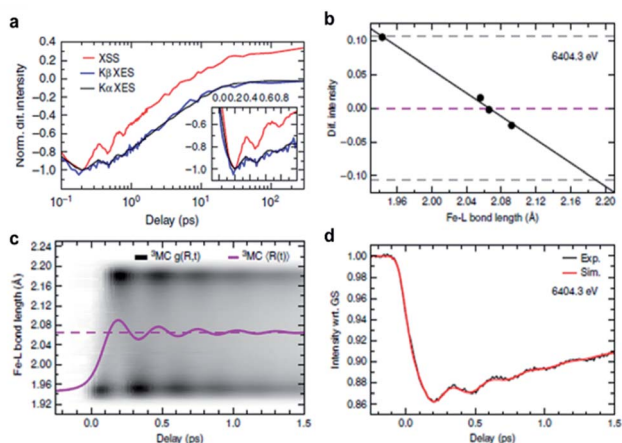 a
0.4
0.2
0.0
−0.2
−0.4
−0.6
−0.8
−1.0
Norm. dif. intensity
XSS
Kβ XES
Kα XES
0.0 0.2 0.4 0.6 0.8
−0.6
−0.8
−1.0
10⁻¹ 10⁰ 10¹ 10²
Delay (ps)
b
0.10
0.05
0.00
−0.05
−0.10
Dif. intensity
6404.3 eV
1.96 2.00 2.04 2.08 2.12 2.16 2.20
Fe-L bond length (Å)
c
2.24
2.20
2.16
2.12
2.08
2.04
2.00
1.96
1.92
Fe-L bond length (Å)
³MC g(R,t) ³MC ⟨R(t)⟩
0.0 0.5 1.0 1.5
Delay (ps)
d
1.00
0.98
0.96
0.94
0.92
0.90
0.88
0.86
Intensity wrt. GS
Exp.
Sim.
6404.3 eV
0.0 0.5 1.0 1.5
Delay (ps)